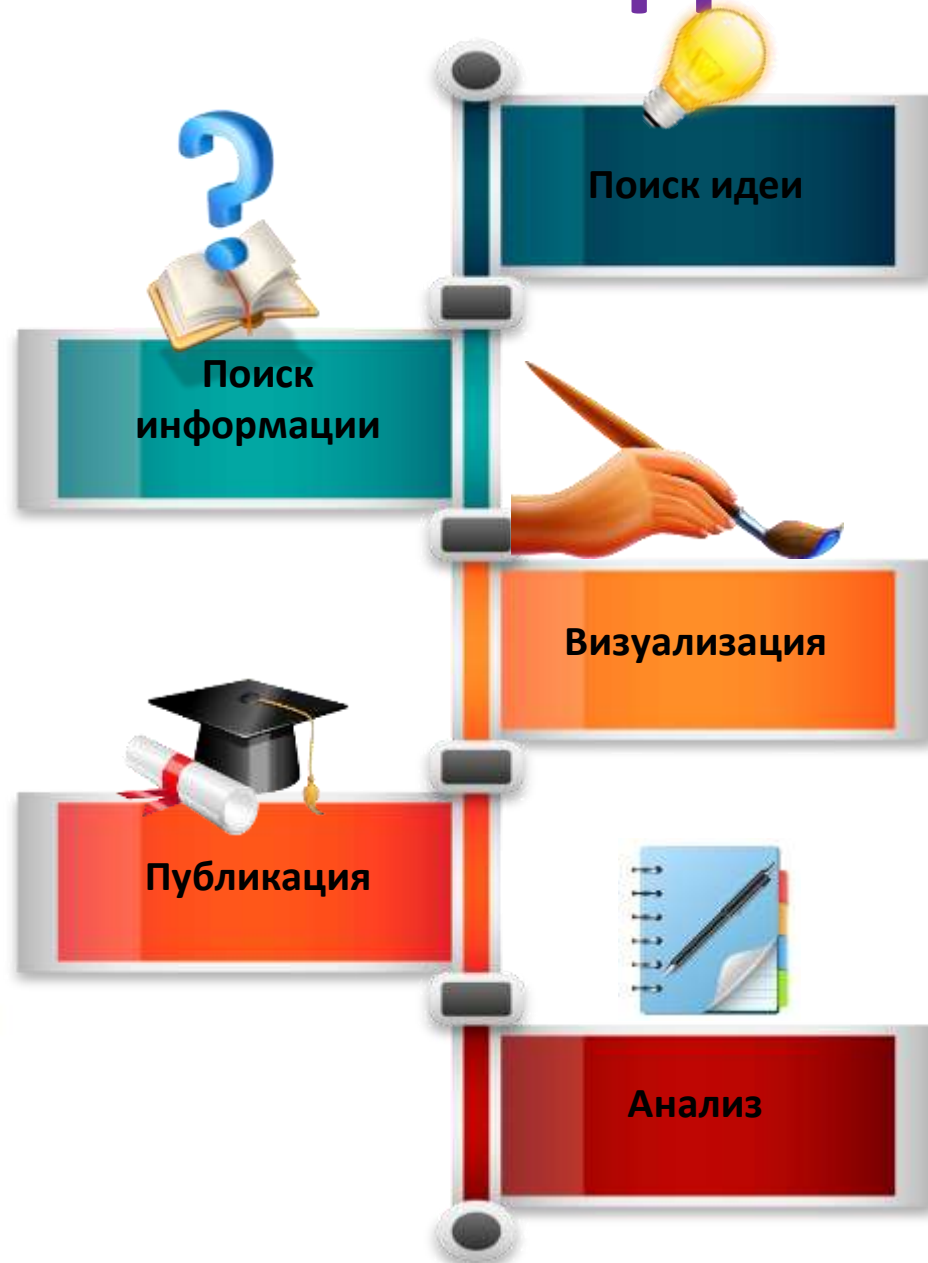 Поиск идеи
Поиск
информации
Визуализация
Публикация
Анализ